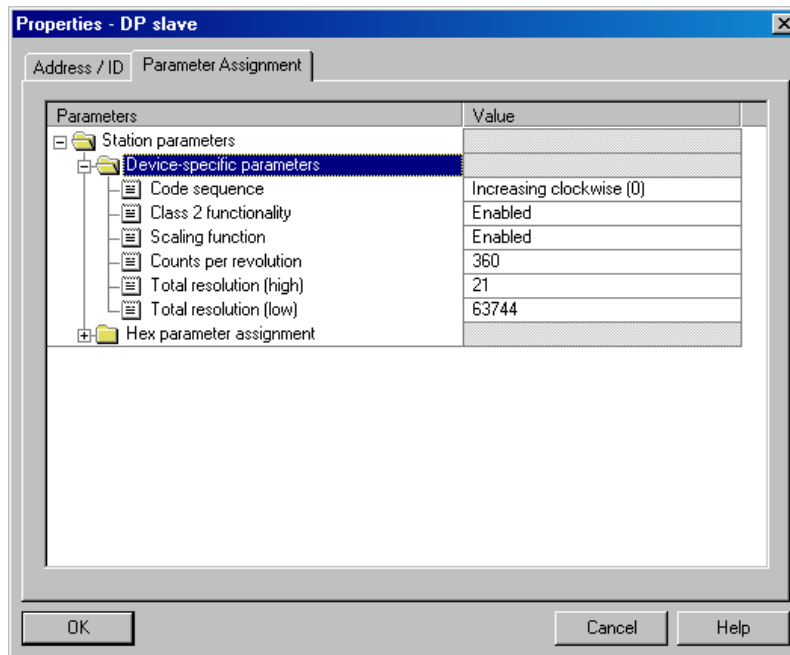 Properties - DP slave
Address / ID Parameter Assignment
Parameters Value
Station parameters
Device-specific parameters
Code sequence Increasing clockwise (0)
Class 2 functionality Enabled
Scaling function Enabled
Counts per revolution 360
Total resolution (high) 21
Total resolution (low) 63744
Hex parameter assignment
OK Cancel Help